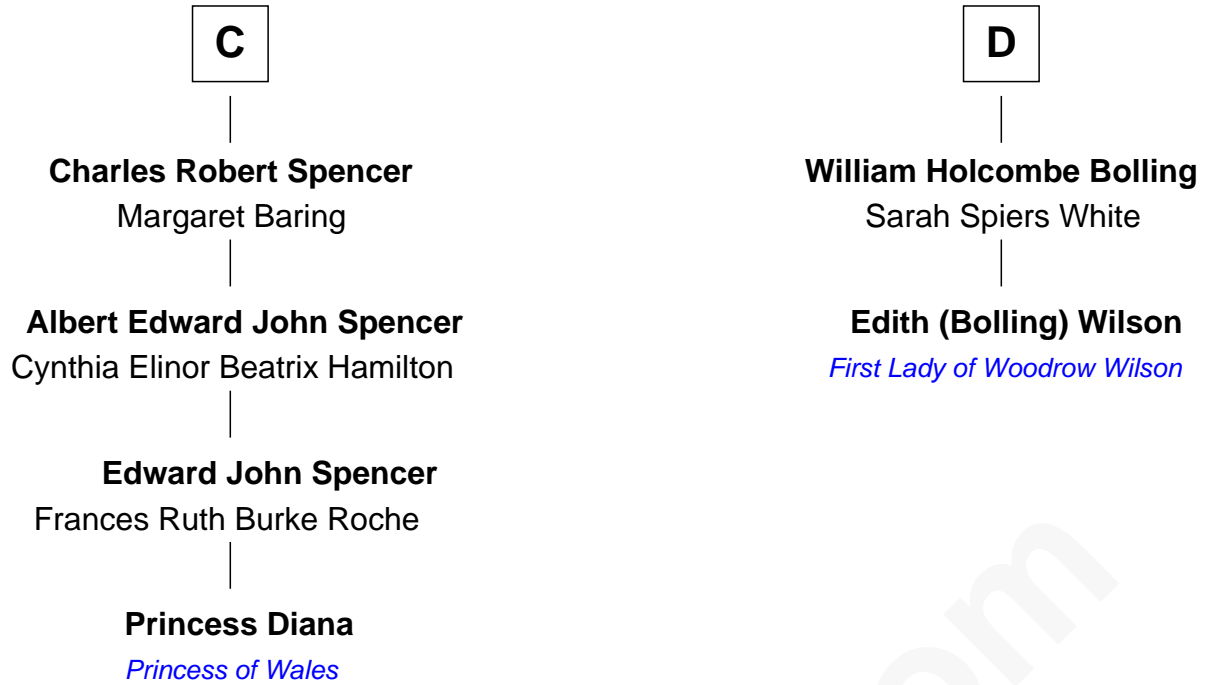 C
Charles Robert Spencer
Margaret Baring
Albert Edward John Spencer
Cynthia Elinor Beatrix Hamilton
Edward John Spencer
Frances Ruth Burke Roche
Princess Diana
Princess of Wales
D
William Holcombe Bolling
Sarah Spiers White
Edith (Bolling) Wilson
First Lady of Woodrow Wilson
om